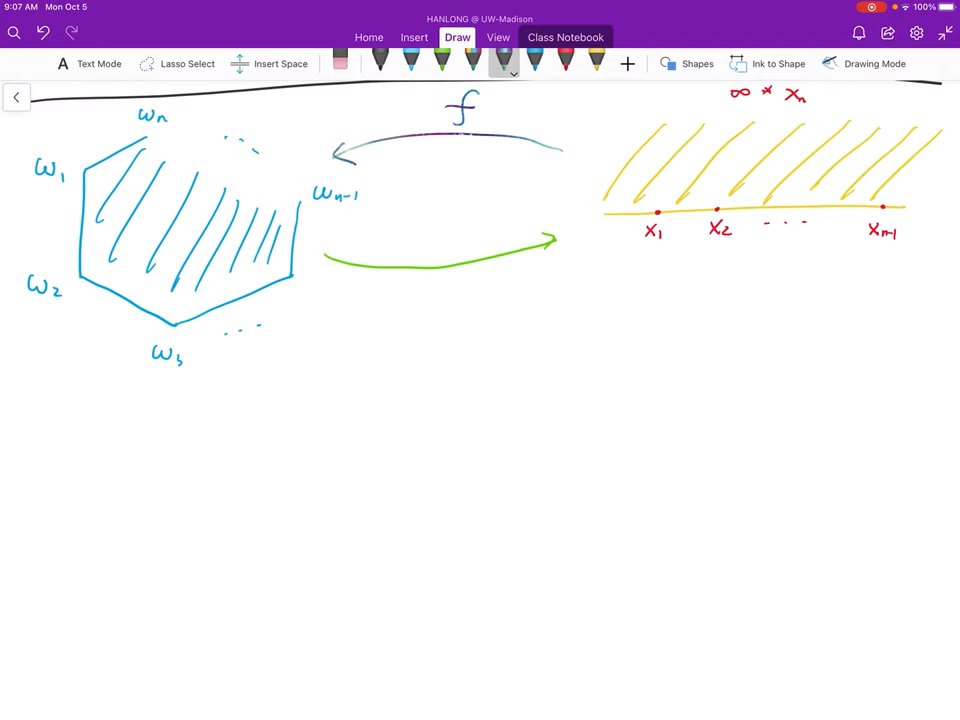 9:07 AM Mon Oct 5
100%
HANLONG @ UW-Madison
Home Insert Draw View Class Notebook
A Text Mode Lasso Select Insert Space Shapes Ink to Shape Drawing Mode
f
∞ * xₙ
ωₙ
ω₁
ωₙ₋₁
x₁ x₂ ... xₙ₋₁
ω₂
ω₃